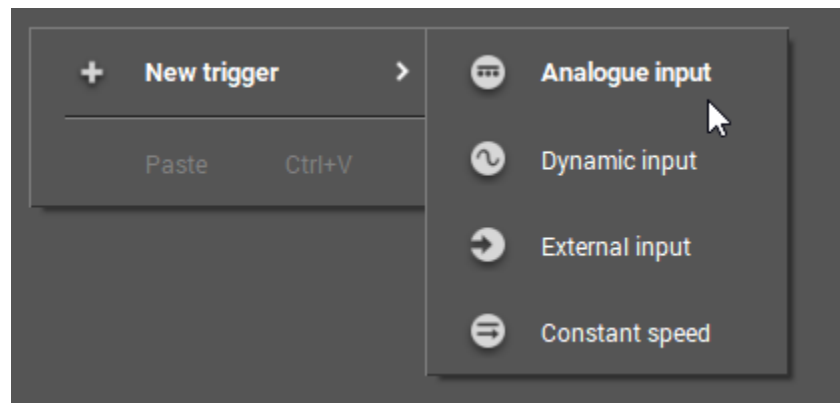 New trigger
Paste Ctrl+V
Analogue input
Dynamic input
External input
Constant speed